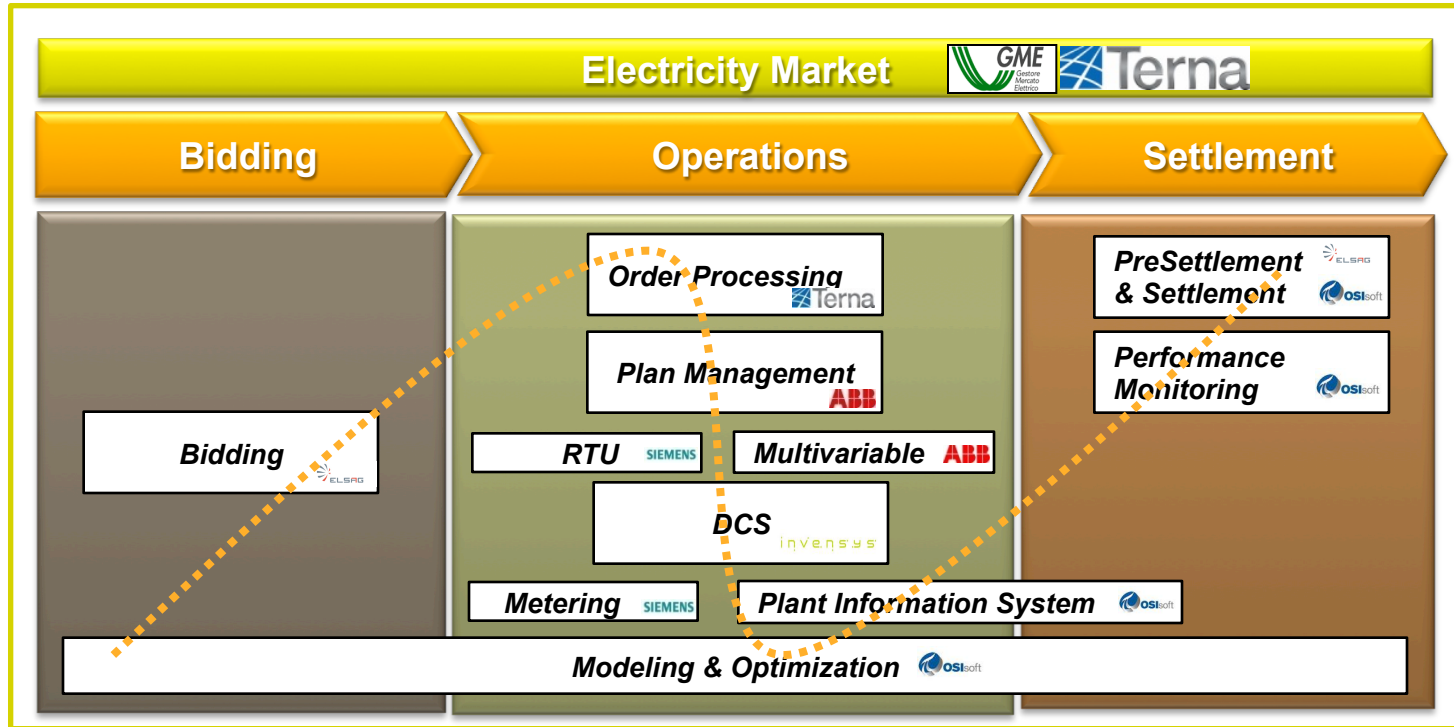 Electricity Market
GME
Gestore
Mercato
Elettrico
Terna
Bidding
Operations
Settlement
Bidding
ELSAG
Order Processing
Terna
Plan Management
ABB
RTU SIEMENS
Multivariable ABB
DCS
invensys
Metering SIEMENS
Plant Information System OSIsoft
Modeling & Optimization OSIsoft
PreSettlement
& Settlement
ELSAG
OSIsoft
Performance
Monitoring
OSIsoft